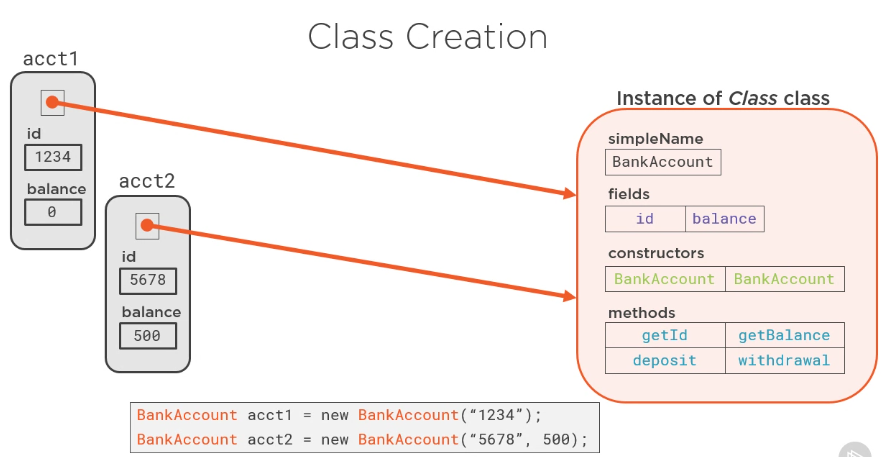 Class Creation
acct1
id
1234
balance
0
acct2
id
5678
balance
500
Instance of Class class
simpleName
BankAccount
fields
id balance
constructors
BankAccount BankAccount
methods
getId getBalance
deposit withdrawal
BankAccount acct1 = new BankAccount(“1234”);
BankAccount acct2 = new BankAccount(“5678”, 500);